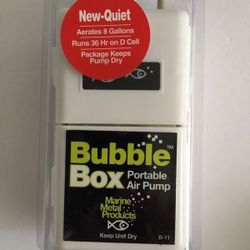 New-Quiet
Aerates 8 Gallons
Runs 36 Hr on D Cell
Package Keeps
Pump Dry
Bubble™
Box Portable
Air Pump
Marine
Metal
Products
Keep Unit Dry
B-11